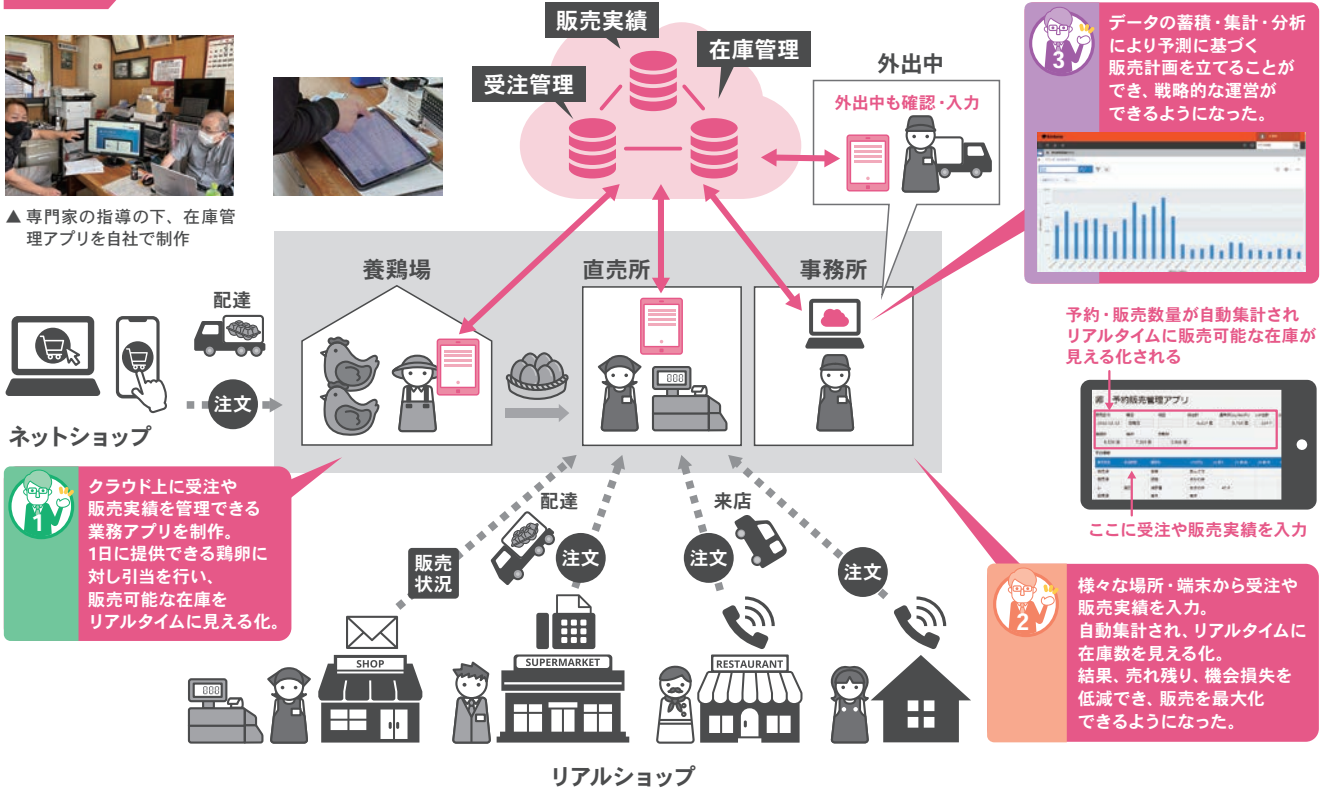 販売実績
在庫管理
受注管理
外出中
外出中も確認・入力
3
データの蓄積・集計・分析
により予測に基づく
販売計画を立てることが
でき、戦略的な運営が
できるようになった。
▲ 専門家の指導の下、在庫管
理アプリを自社で制作
養鶏場
直売所
事務所
配達
注文
ネットショップ
予約・販売数量が自動集計され
リアルタイムに販売可能な在庫が
見える化される
予約販売管理アプリ
ここに受注や販売実績を入力
1
クラウド上に受注や
販売実績を管理できる
業務アプリを制作。
1日に提供できる鶏卵に
対し引当を行い、
販売可能な在庫を
リアルタイムに見える化。
配達
来店
販売
状況
注文
注文
注文
2
様々な場所・端末から受注や
販売実績を入力。
自動集計され、リアルタイムに
在庫数を見える化。
結果、売れ残り、機会損失を
低減でき、販売を最大化
できるようになった。
SHOP
SUPERMARKET
RESTAURANT
000
000
リアルショップ